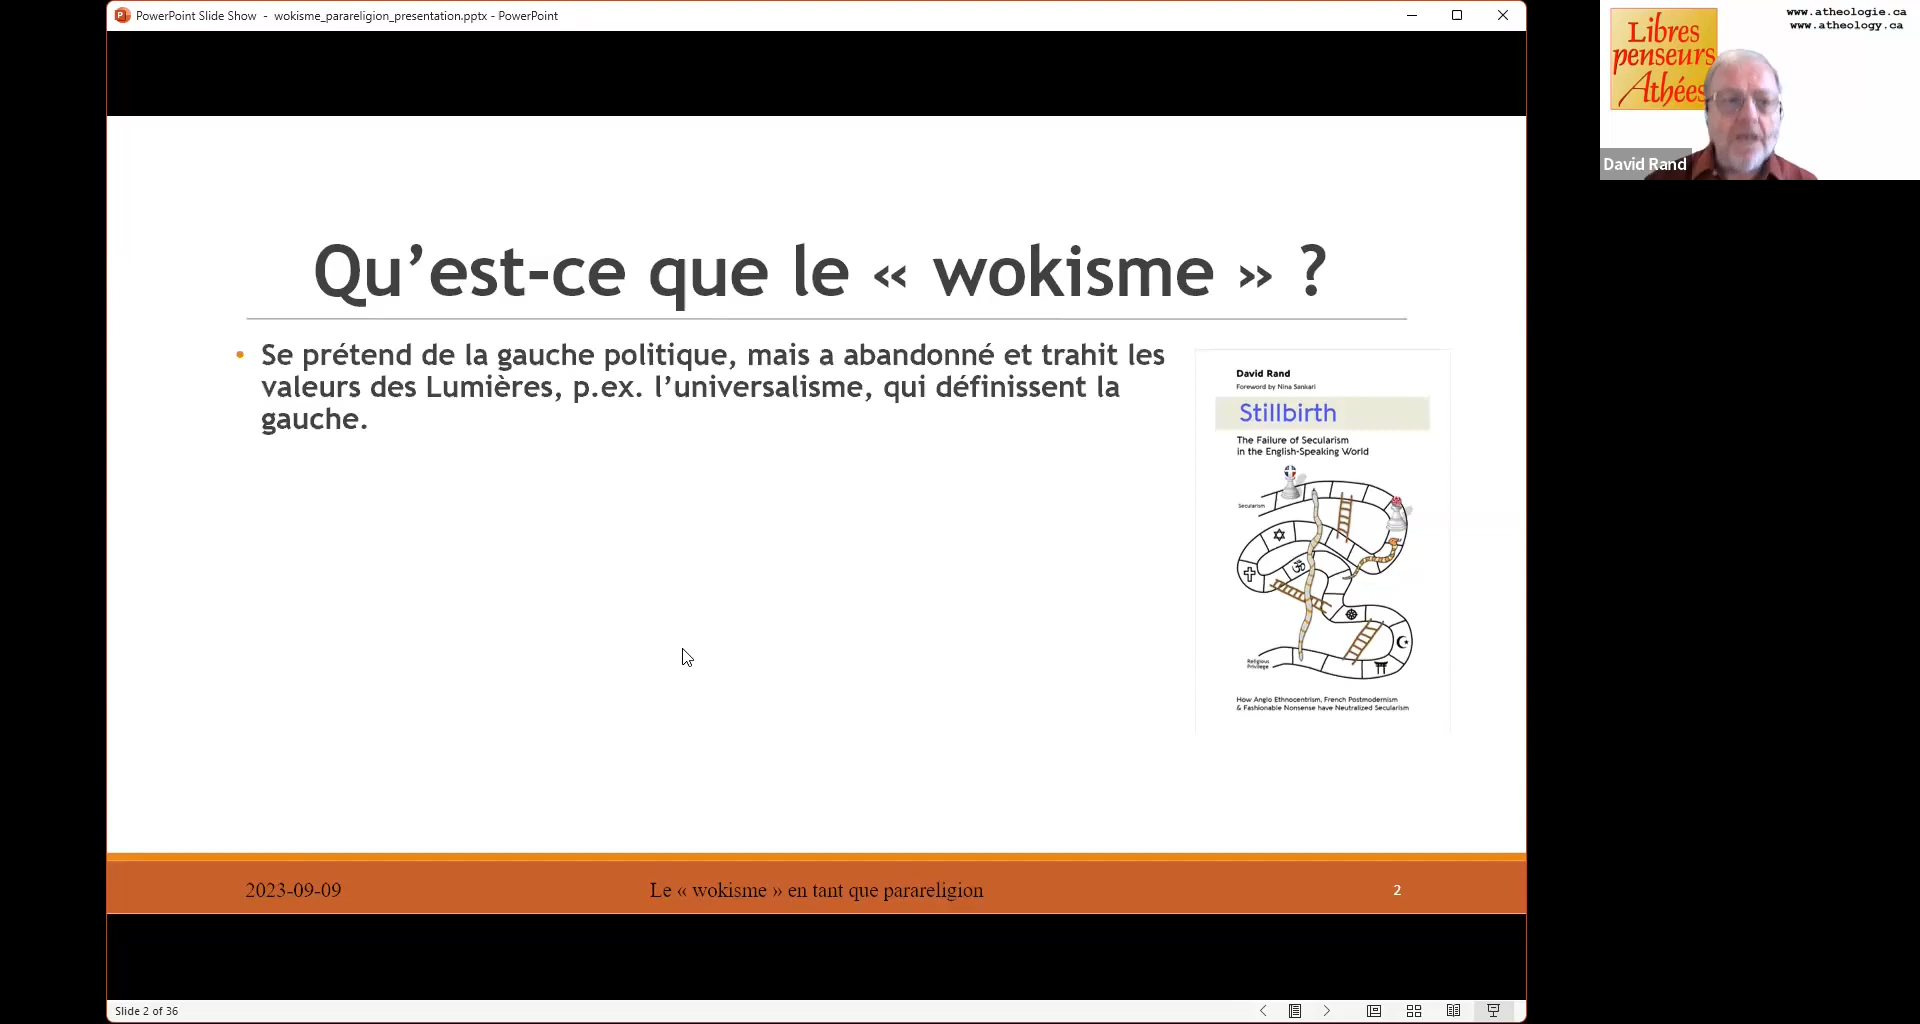 PowerPoint Slide Show - wokisme_parareligion_presentation.pptx - PowerPoint
Qu’est-ce que le « wokisme » ?
• Se prétend de la gauche politique, mais a abandonné et trahit les
valeurs des Lumières, p.ex. l’universalisme, qui définissent la
gauche.
David Rand
Foreword by Nina Sankari
Stillbirth
The Failure of Secularism
in the English-Speaking World
Secularism
Religious
Privilege
How Anglo Ethnocentrism, French Postmodernism
& Fashionable Nonsense have Neutralized Secularism
2023-09-09
Le « wokisme » en tant que parareligion
2
Slide 2 of 36
Libres
penseurs
Athées
www.atheologie.ca
www.atheology.ca
David Rand